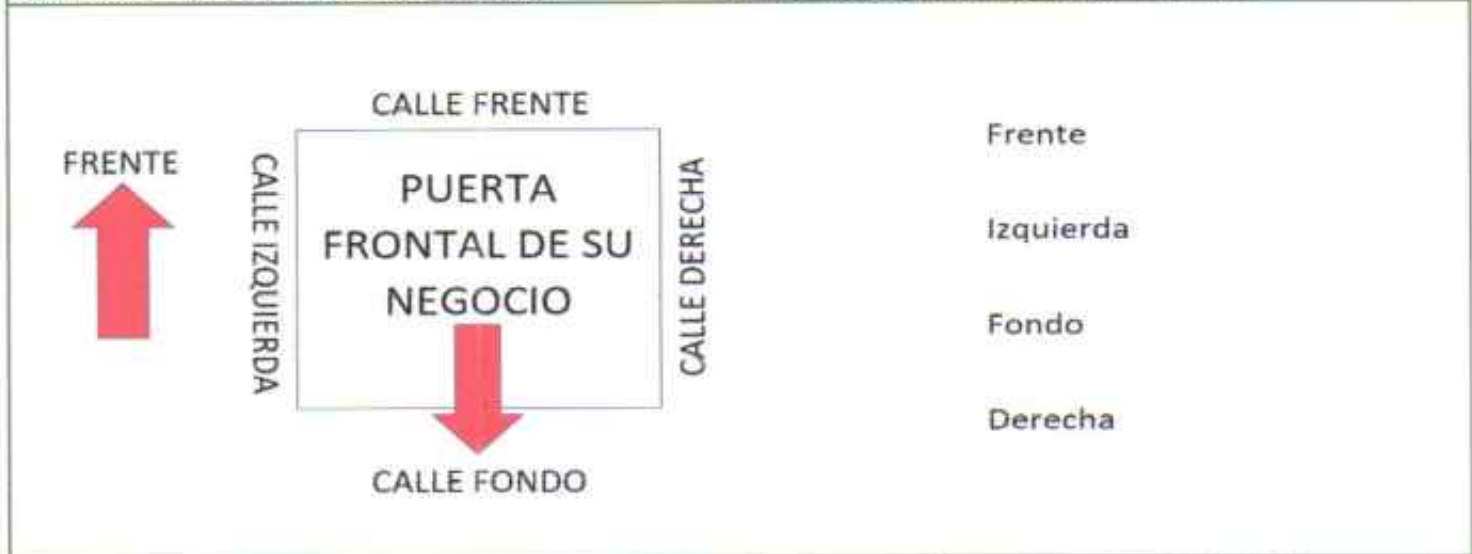 CALLE FRENTE
FRENTE
CALLE IZQUIERDA
PUERTA
FRONTAL DE SU
NEGOCIO
CALLE DERECHA
CALLE FONDO
Frente
Izquierda
Fondo
Derecha